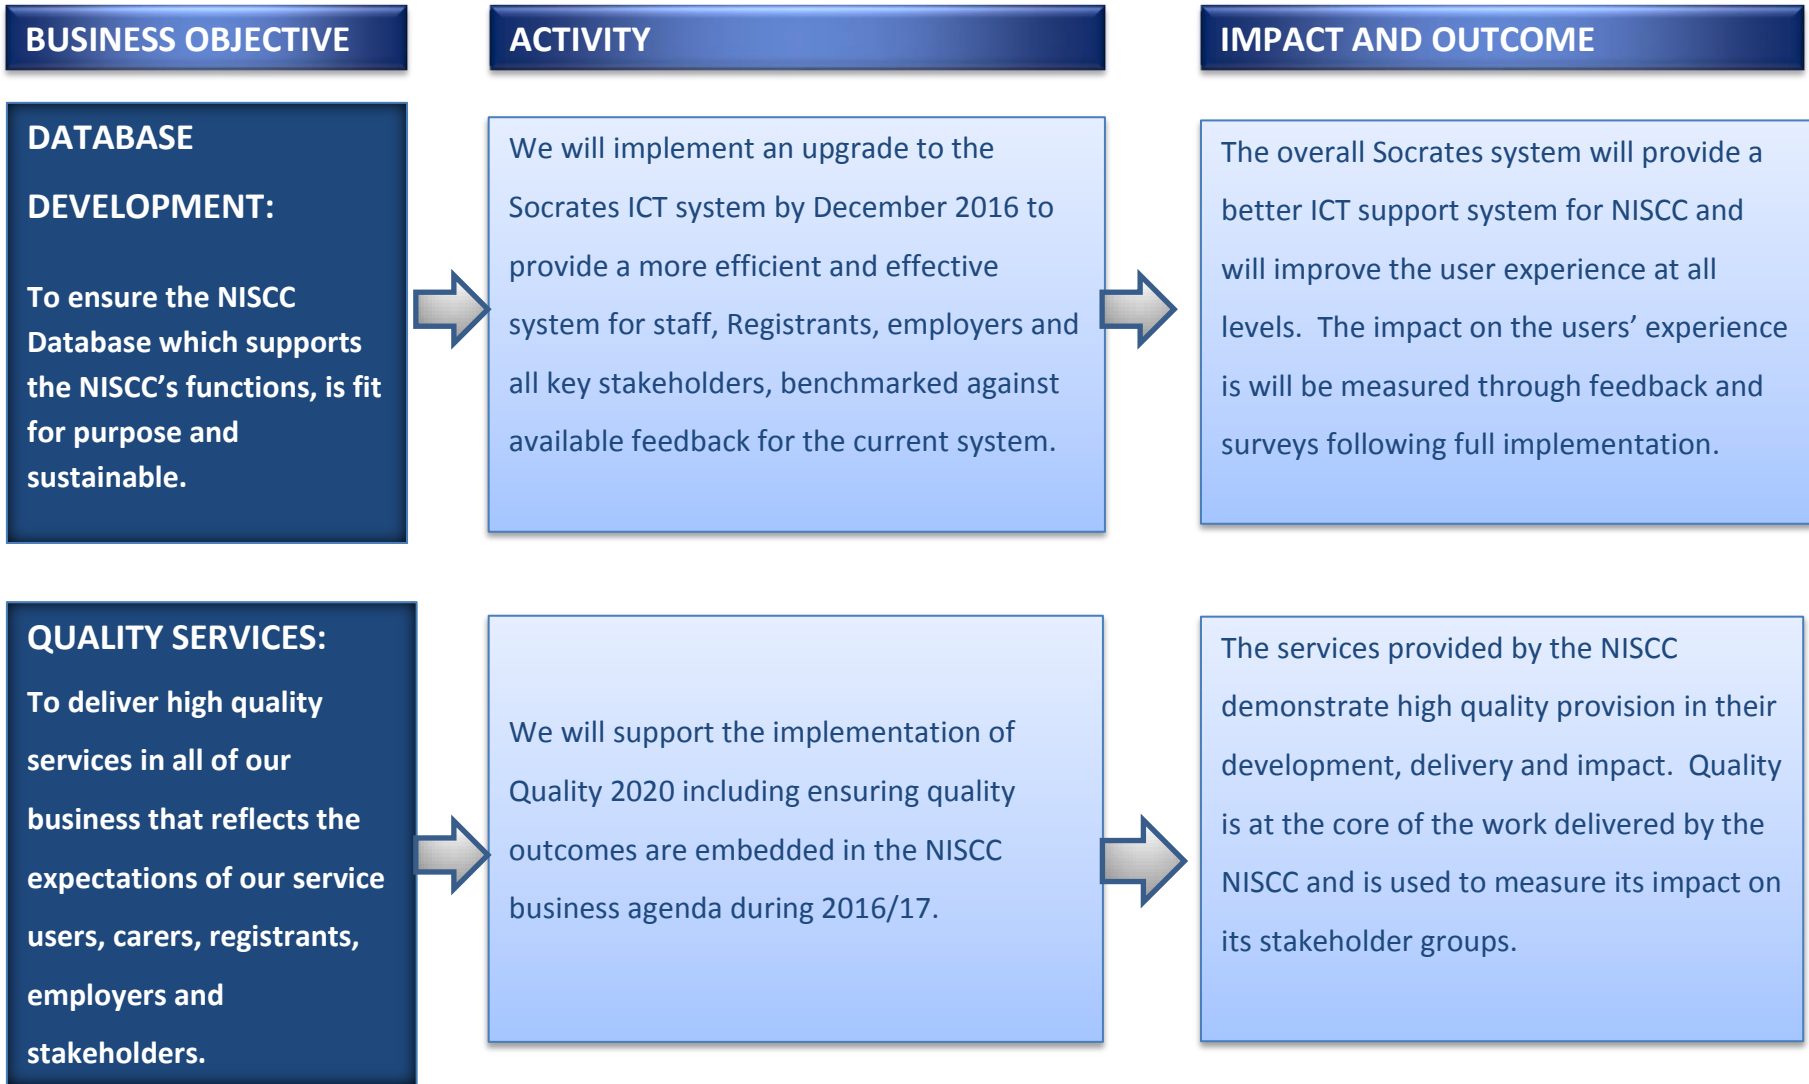 BUSINESS OBJECTIVE
ACTIVITY
IMPACT AND OUTCOME
DATABASE
DEVELOPMENT:
To ensure the NISCC
Database which supports
the NISCC’s functions, is fit
for purpose and
sustainable.
We will implement an upgrade to the
Socrates ICT system by December 2016 to
provide a more efficient and effective
system for staff, Registrants, employers and
all key stakeholders, benchmarked against
available feedback for the current system.
The overall Socrates system will provide a
better ICT support system for NISCC and
will improve the user experience at all
levels.  The impact on the users’ experience
is will be measured through feedback and
surveys following full implementation.
QUALITY SERVICES:
To deliver high quality
services in all of our
business that reflects the
expectations of our service
users, carers, registrants,
employers and
stakeholders.
We will support the implementation of
Quality 2020 including ensuring quality
outcomes are embedded in the NISCC
business agenda during 2016/17.
The services provided by the NISCC
demonstrate high quality provision in their
development, delivery and impact.  Quality
is at the core of the work delivered by the
NISCC and is used to measure its impact on
its stakeholder groups.